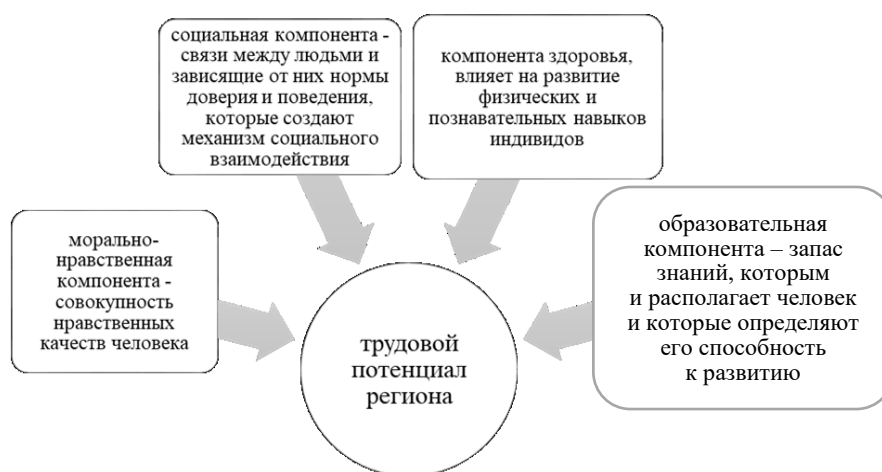 социальная компонента -
связи между людьми и
зависящие от них нормы
доверия и поведения,
которые создают
механизм социального
взаимодействия
компонента здоровья,
влияет на развитие
физических и
познавательных навыков
индивидов
морально-
нравственная
компонента -
совокупность
нравственных
качеств человека
образовательная
компонента – запас
знаний, которым
и располагает человек
и которые определяют
его способность
к развитию
трудовой
потенциал
региона